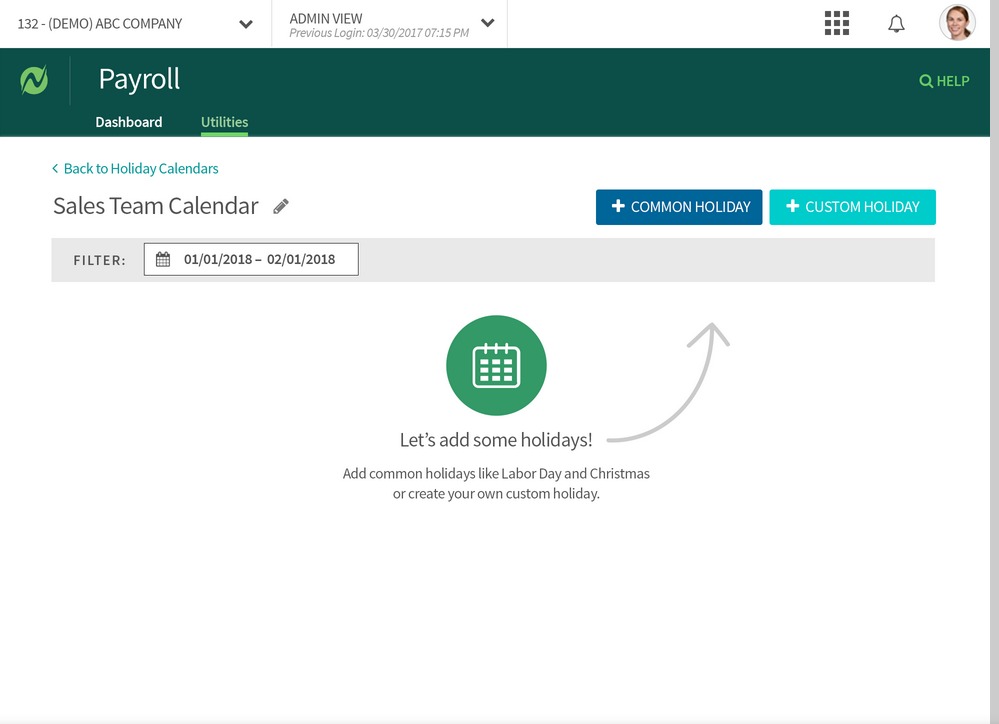 132 - (DEMO) ABC COMPANY
ADMIN VIEW
Previous Login: 03/30/2017 07:15 PM
Payroll
HELP
Dashboard
Utilities
Back to Holiday Calendars
Sales Team Calendar
COMMON HOLIDAY
CUSTOM HOLIDAY
FILTER:
01/01/2018 – 02/01/2018
Let’s add some holidays!
Add common holidays like Labor Day and Christmas
or create your own custom holiday.